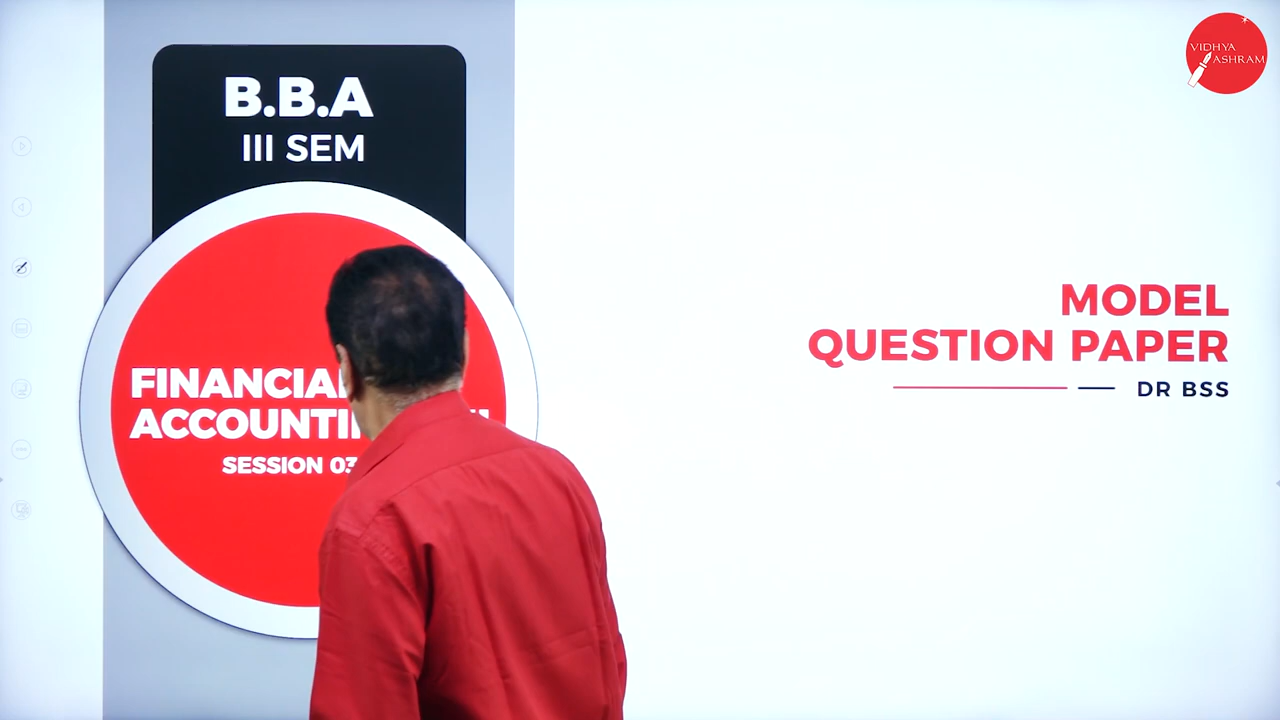 B.B.A
III SEM
FINANCIAL
ACCOUNTI
SESSION 03
MODEL
QUESTION PAPER
DR BSS
VIDHYA
ASHRAM